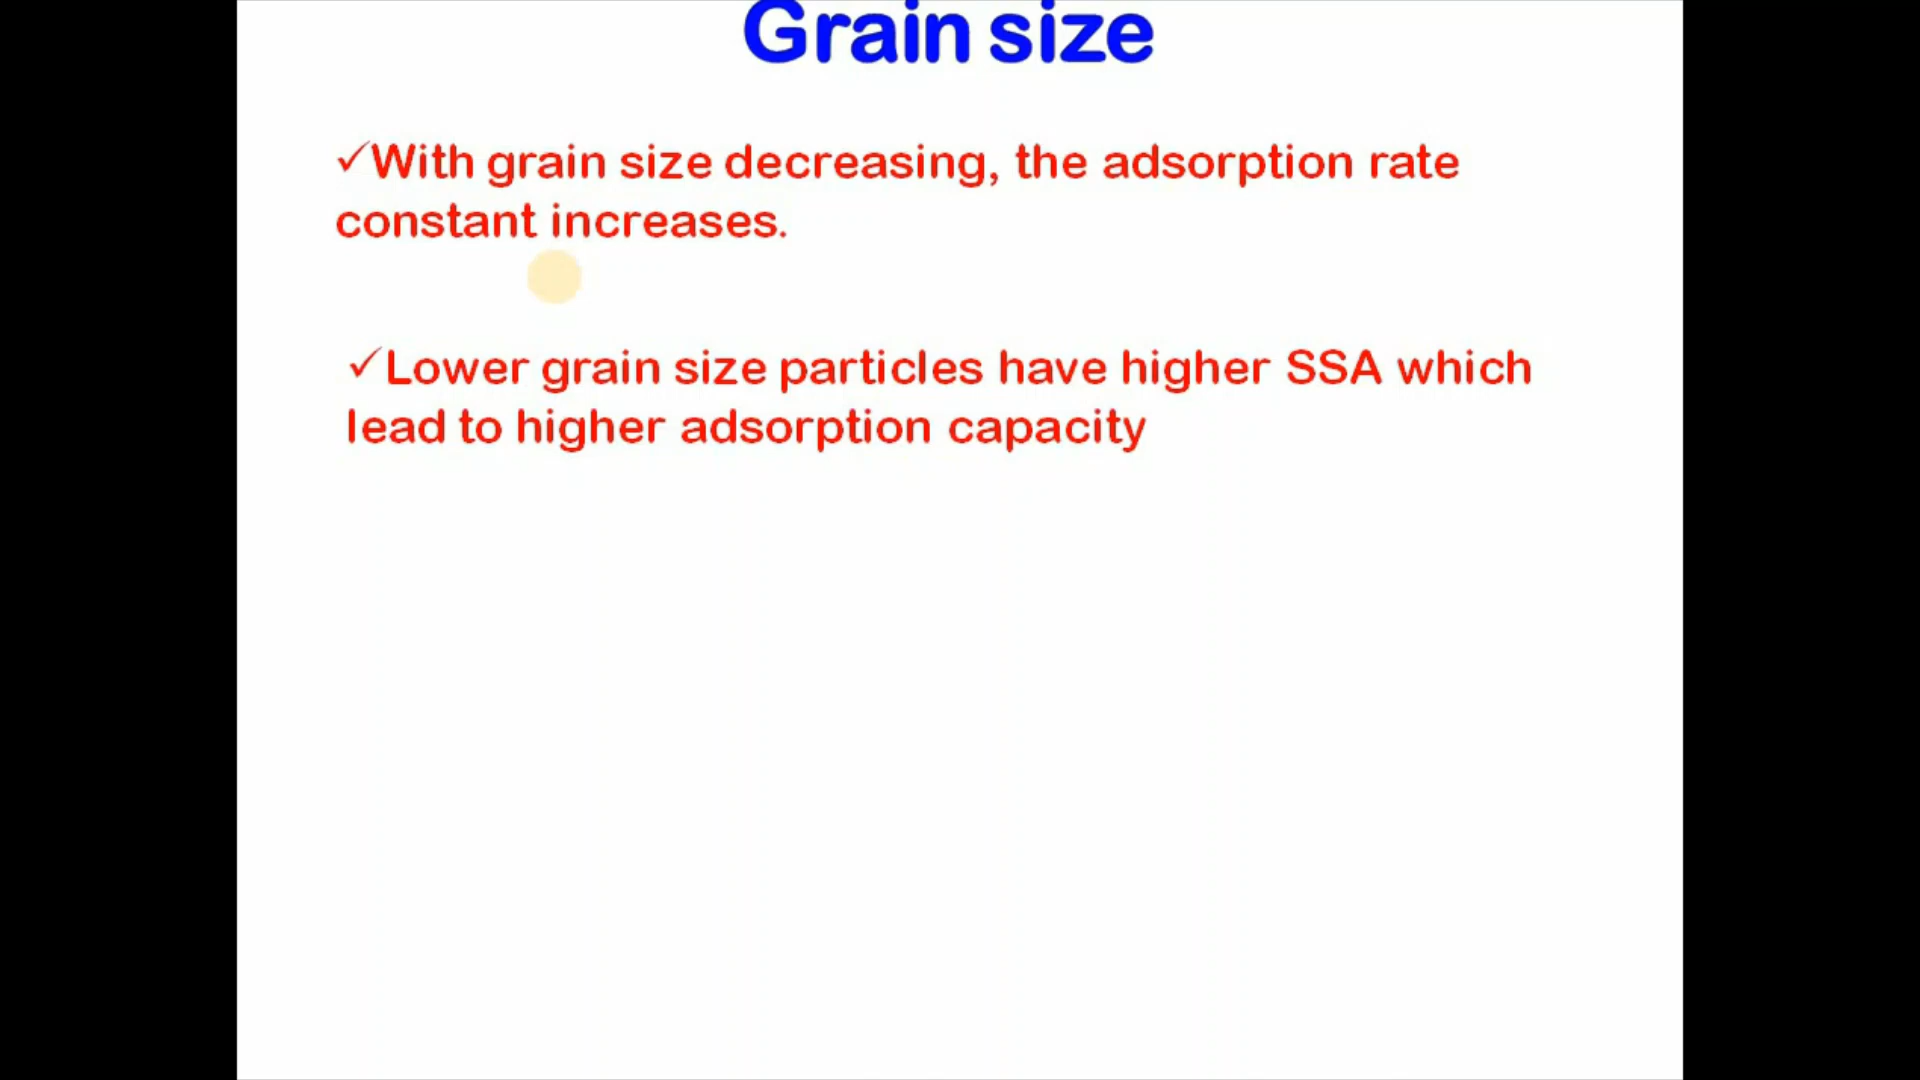 Grain size
✓With grain size decreasing, the adsorption rate
constant increases.
✓Lower grain size particles have higher SSA which
lead to higher adsorption capacity